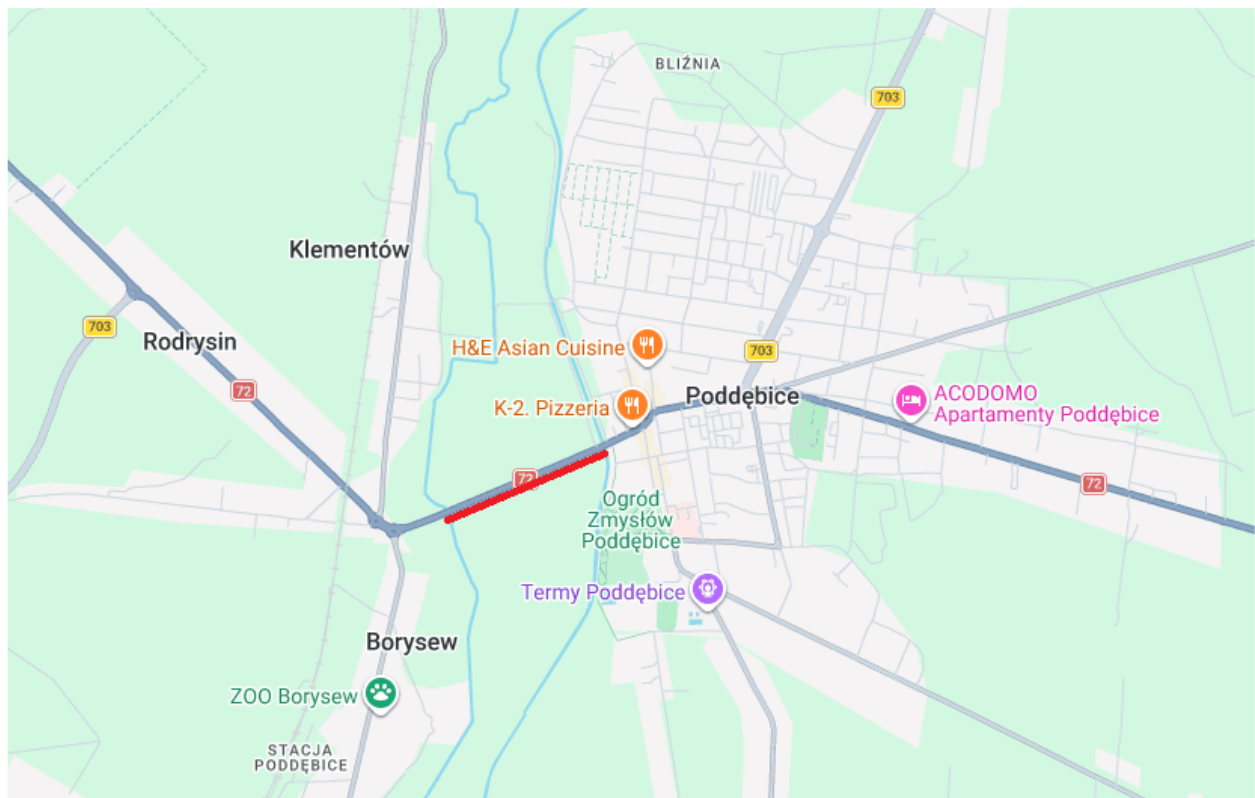 BLIŹNIA
703
Klementów
703
Rodrysin
H&E Asian Cuisine
703
72
K-2. Pizzeria
Poddębice
ACODOMO
Apartamenty Poddębice
72
72
Ogród
Zmysłów
Poddębice
Termy Poddębice
Borysew
ZOO Borysew
STACJA
PODDĘBICE